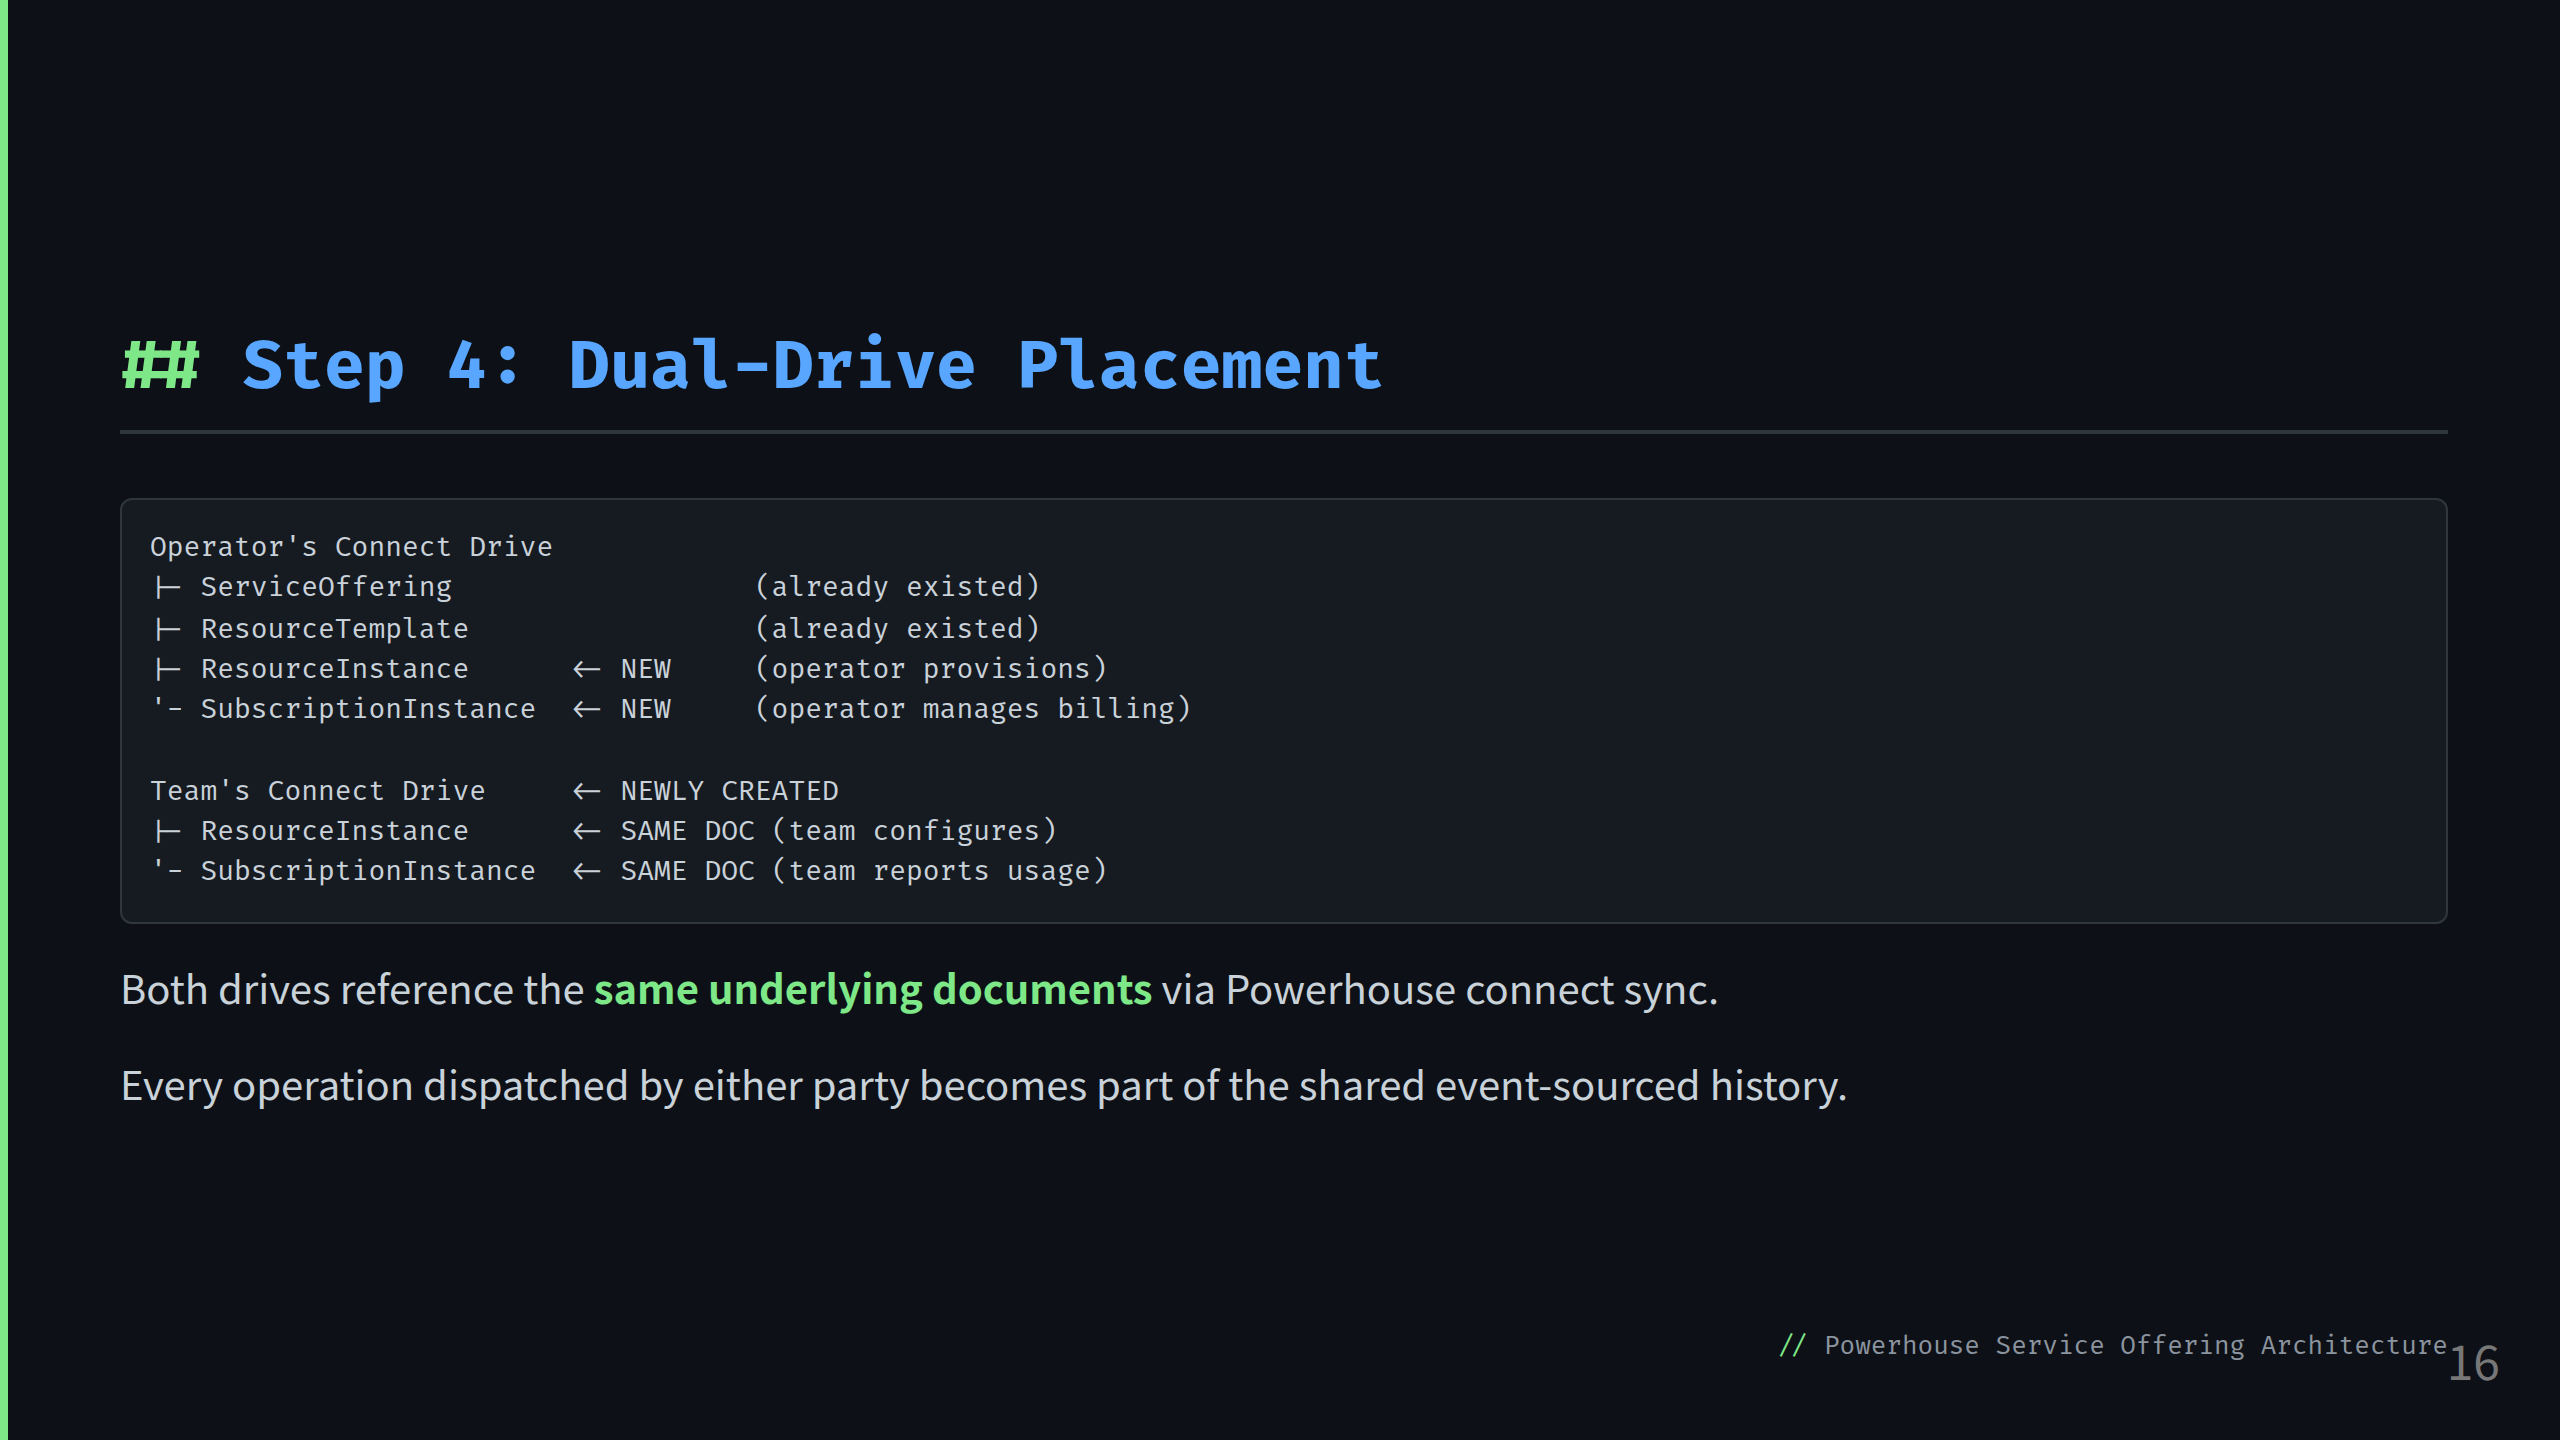 ## Step 4: Dual-Drive Placement
Operator's Connect Drive
|- ServiceOffering                  (already existed)
|- ResourceTemplate                 (already existed)
|- ResourceInstance      <- NEW     (operator provisions)
'- SubscriptionInstance  <- NEW     (operator manages billing)
Team's Connect Drive     <- NEWLY CREATED
|- ResourceInstance      <- SAME DOC (team configures)
'- SubscriptionInstance  <- SAME DOC (team reports usage)
Both drives reference the same underlying documents via Powerhouse connect sync.
Every operation dispatched by either party becomes part of the shared event-sourced history.
// Powerhouse Service Offering Architecture
16